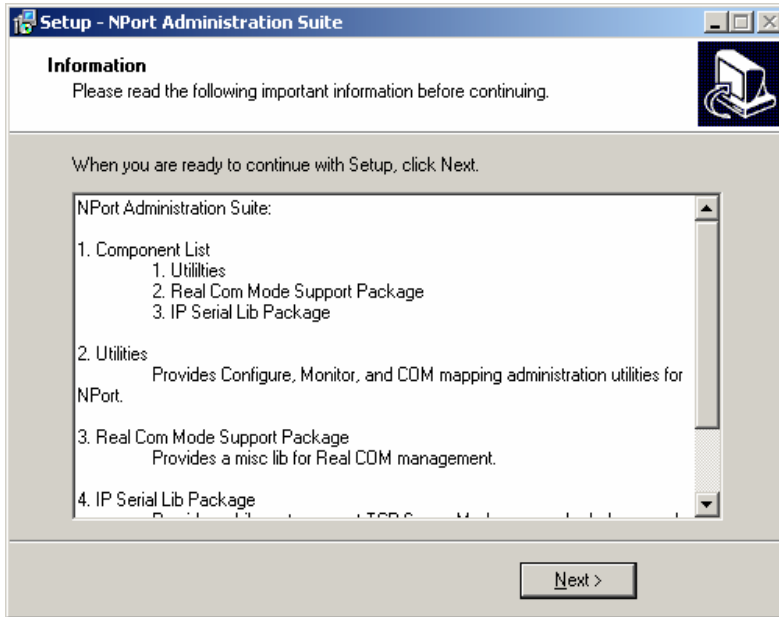 Setup - NPort Administration Suite
Information
Please read the following important information before continuing.
When you are ready to continue with Setup, click Next.
NPort Administration Suite:
1. Component List
1. Utililties
2. Real Com Mode Support Package
3. IP Serial Lib Package
2. Utilities
Provides Configure, Monitor, and COM mapping administration utilities for
NPort.
3. Real Com Mode Support Package
Provides a misc lib for Real COM management.
4. IP Serial Lib Package
Next >